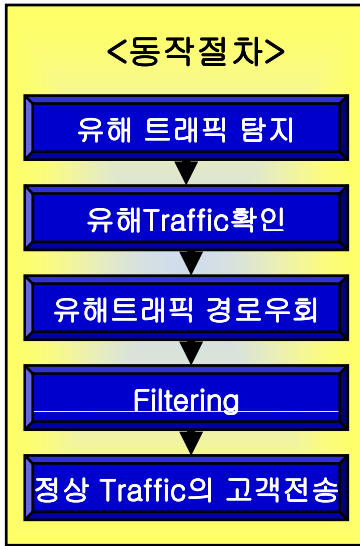 <동작절차>
유해 트래픽 탐지
유해Traffic확인
유해트래픽 경로우회
Filtering
정상 Traffic의 고객전송